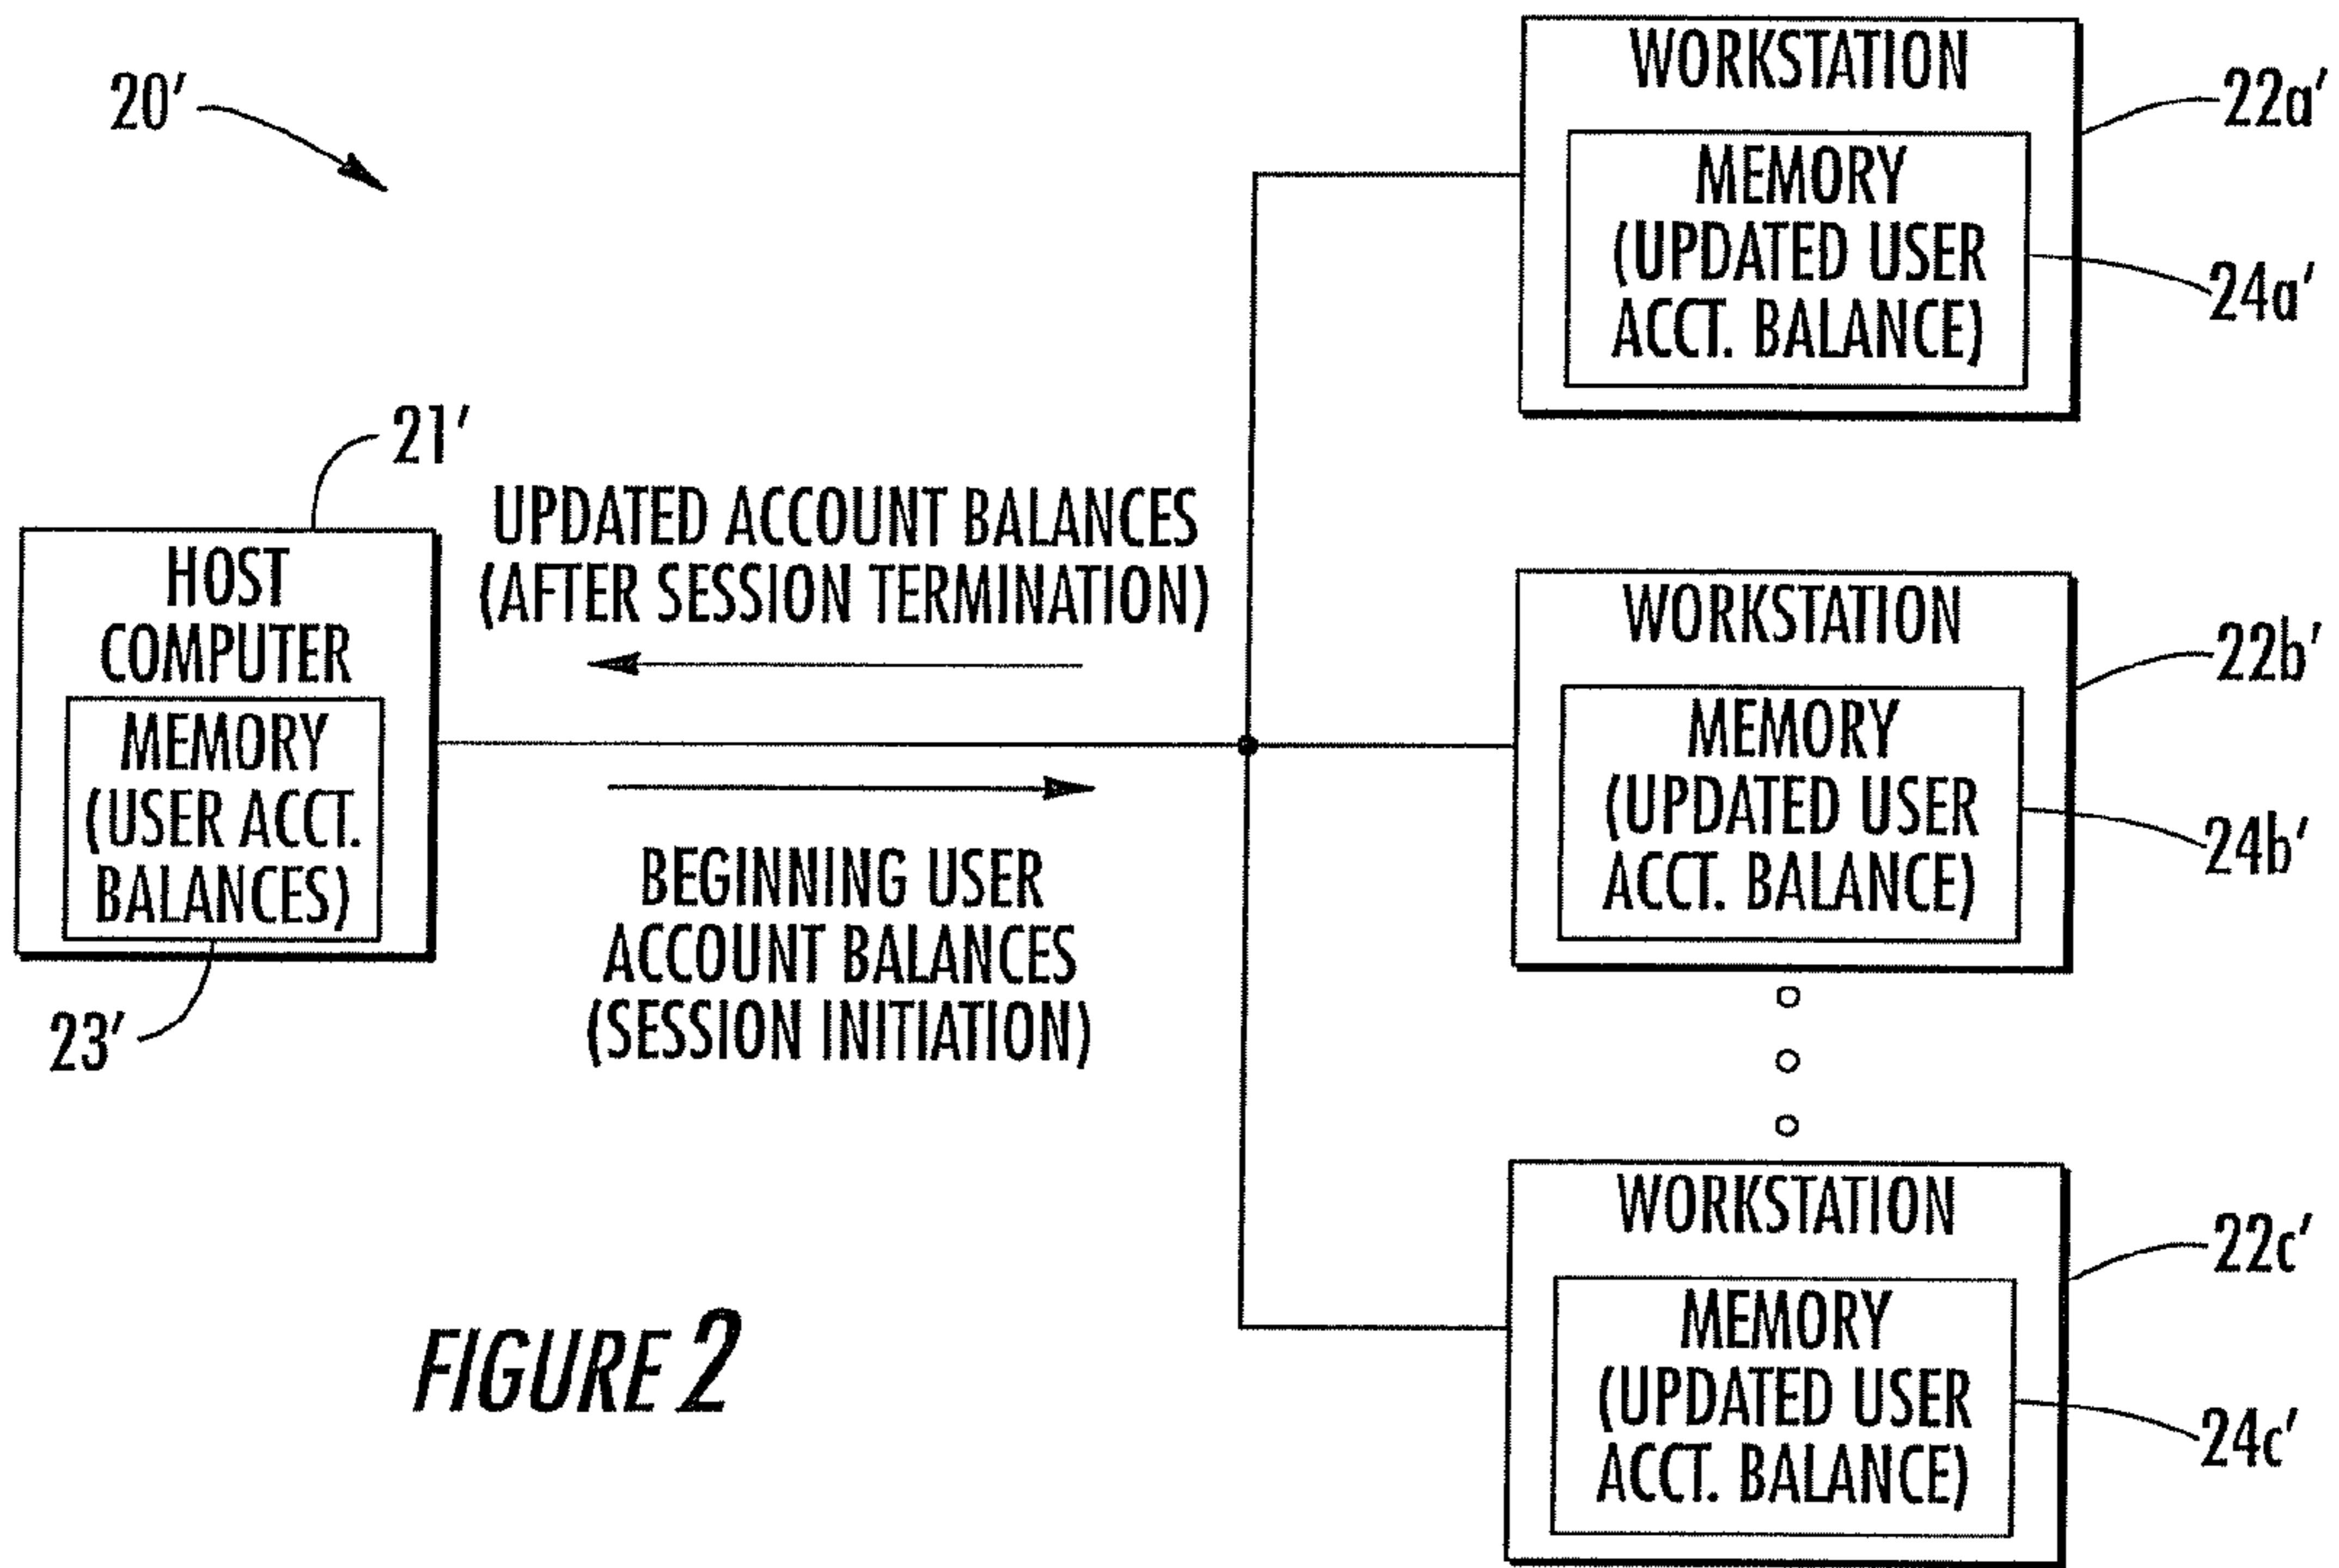 20'
WORKSTATION
22a'
MEMORY
(UPDATED USER
ACCT. BALANCE)
24a'
21'
HOST
COMPUTER
MEMORY
(USER ACCT.
BALANCES)
23'
UPDATED ACCOUNT BALANCES
(AFTER SESSION TERMINATION)
BEGINNING USER
ACCOUNT BALANCES
(SESSION INITIATION)
WORKSTATION
22b'
MEMORY
(UPDATED USER
ACCT. BALANCE)
24b'
WORKSTATION
22c'
MEMORY
(UPDATED USER
ACCT. BALANCE)
24c'
FIGURE 2